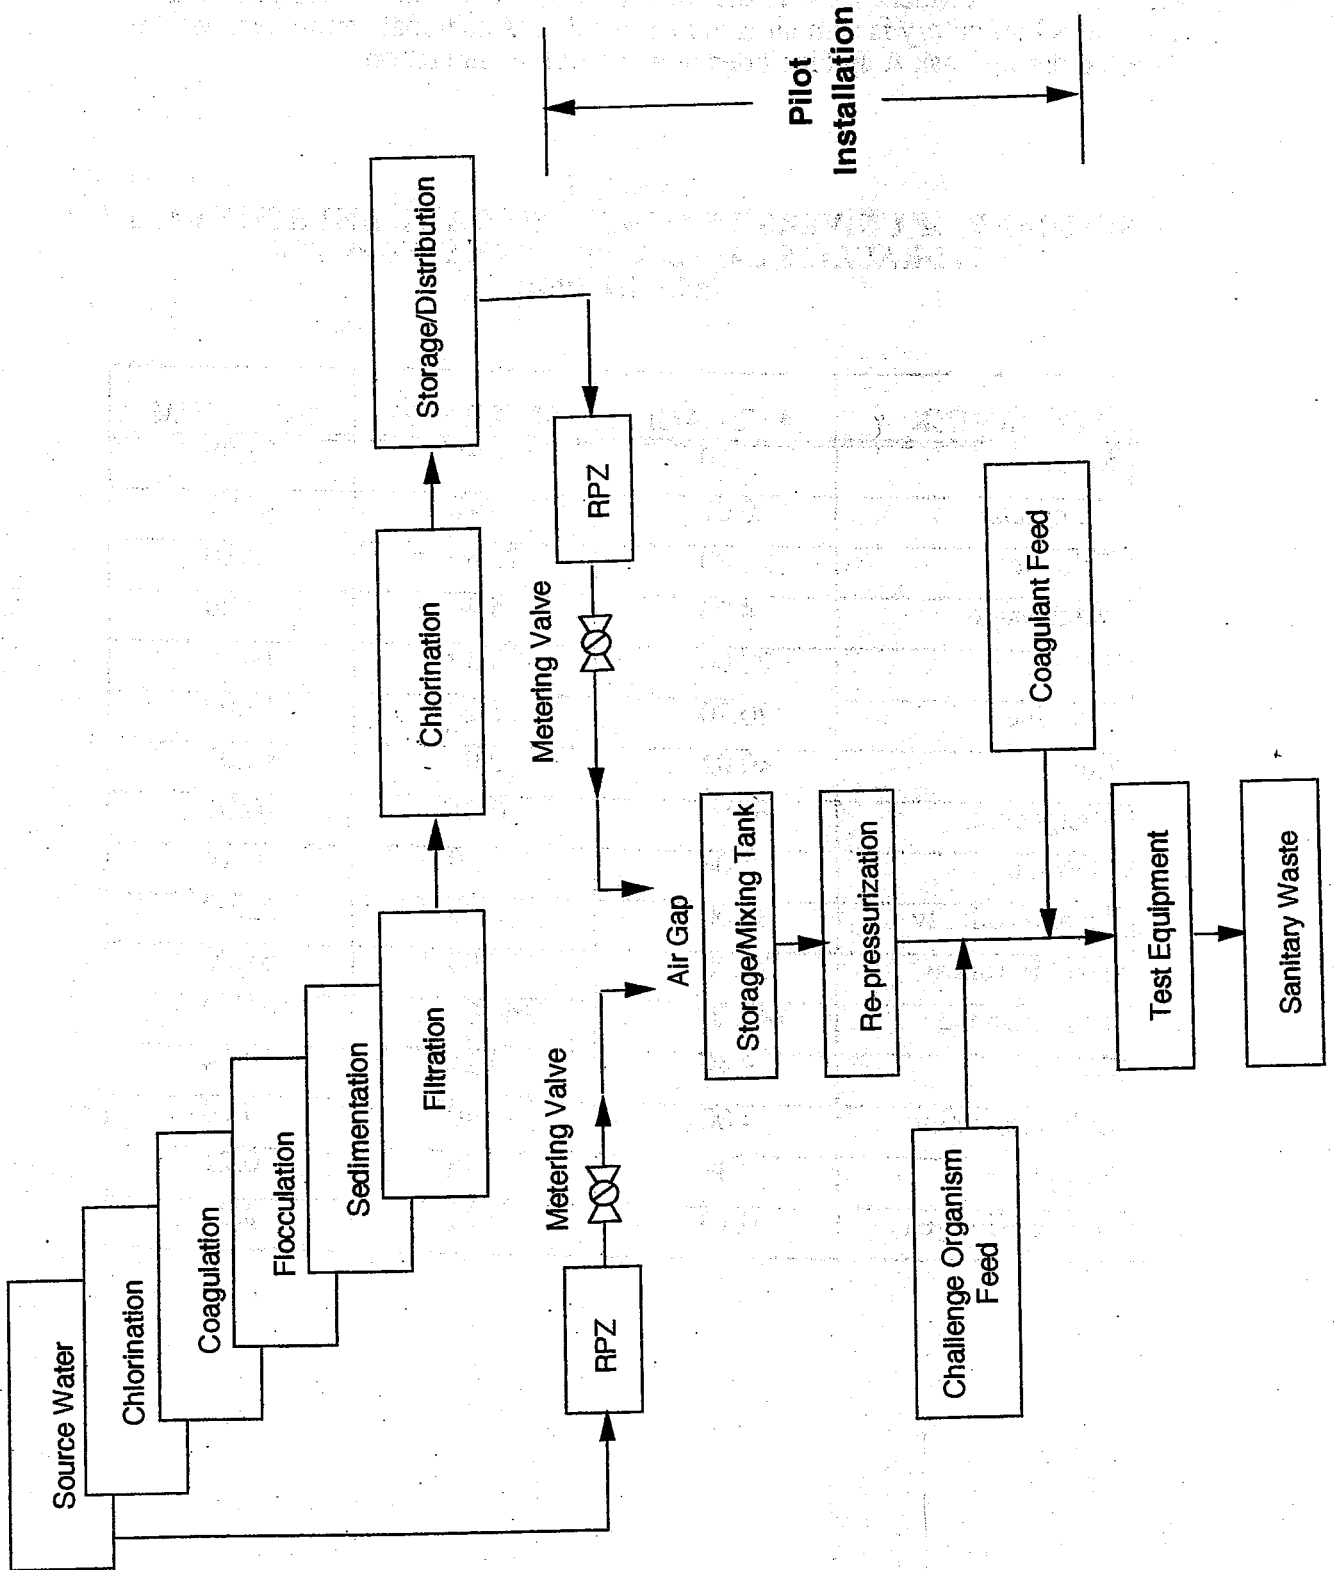 Source Water
Chlorination
Coagulation
Flocculation
Sedimentation
Filtration
Chlorination
Storage/Distribution
RPZ
Metering Valve
RPZ
Metering Valve
Air Gap
Storage/Mixing Tank
Re-pressurization
Challenge Organism
Feed
Coagulant Feed
Test Equipment
Sanitary Waste
Pilot
Installation